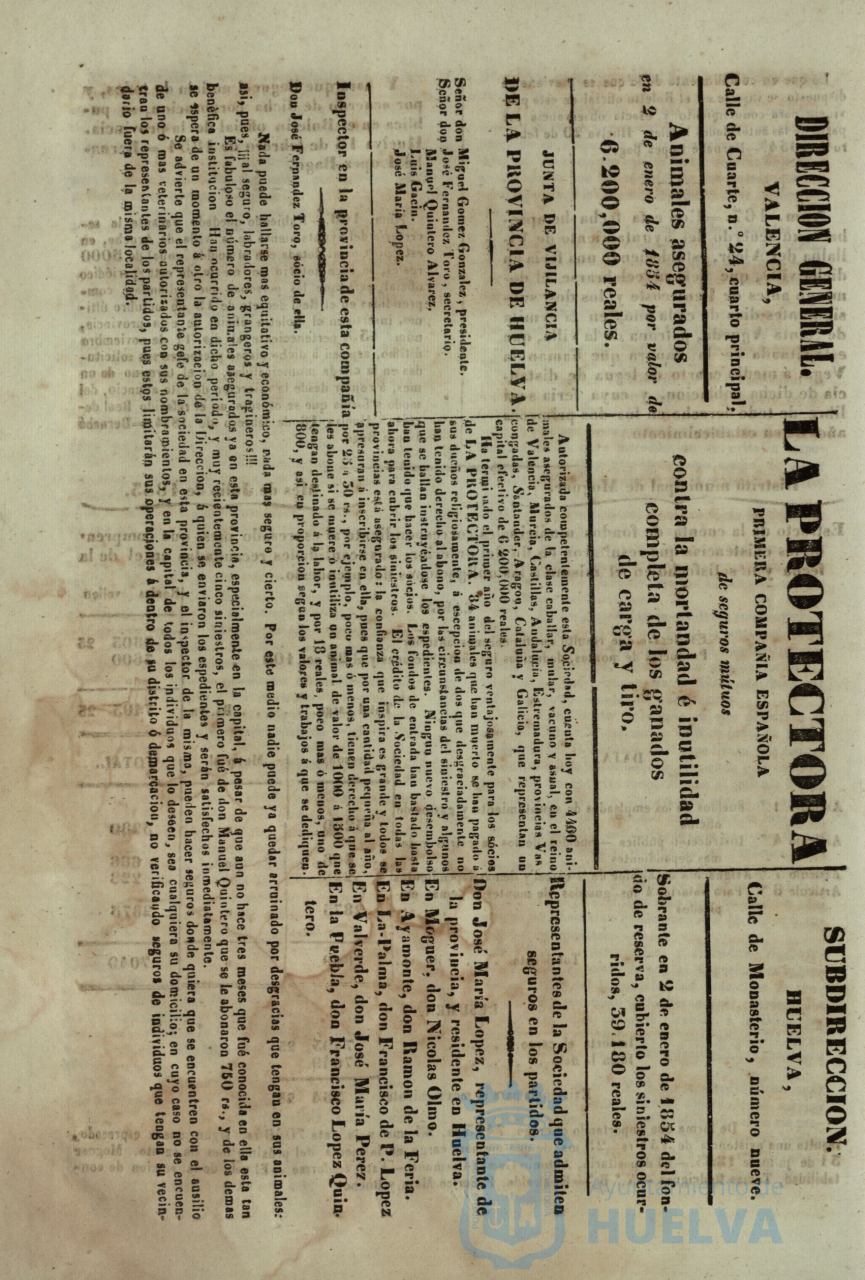 DIRECCION GENERAL.
VALENCIA,
Calle de Cuarte, n.º 24, cuarto principal.
Animales asegurados
en 2 de enero de 1854 por valor de
6.200,000 reales.
JUNTA DE VIJILANCIA
DE LA PROVINCIA DE HUELVA.
Señor don Miguel Gomez Gonzalez, presidente.
Señor don José Fernandez Toro, secretario.
Manuel Quintero Alvarez.
Luis Gacin.
José María Lopez.
Inspector en la provincia de esta compañía
Don José Fernandez Toro, sócio de ella.
LA PROTECTORA
PRIMERA COMPAÑIA ESPAÑOLA
de seguros mútuos
contra la mortandad é inutilidad
completa de los ganados
de carga y tiro.
Autorizada competentemente esta Sociedad, cuenta hoy con 4460 ani-
males asegurados de la clase caballar, mular, vacuno y asnal, en el reino
de Valencia, Murcia, Castillas, Andalucia, Estremadura, provincias Vas
congadas, Santander, Aragon, Cataluña y Galicia, que representan un
capital efectivo de 6 200,000 reales.
Ha terminado el primer año del seguro ventajosamente para los sócios
de LA PROTECTORA. 34 animales que han muerto se han pagado á
sus dueños religiosamente, á escepcion de dos que desgraciadamente no
han tenido derecho al abono, por las circunstancias del siniestro y algunos
que se hallan instruyéndose los espedientes. Ningun nuevo desembolso
han tenido que hacer los sócios. Los fondos de entrada han bastado hasta
ahora para cubrir los siniestros. El crédito de la Sociedad en todas las
provincias está asegurado: la confianza que inspira es grande y todos se
apresuran á inscribirse en ella, pues que por una cantidad pequeña al año,
por 25 a 30 rs., por ejemplo, poco mas ó menos, tienen derecho á que se
les abone si se muere ó inutiliza un animal de valor de 1000 á 1300 que
tengan destinado á la labor, y por 18 reales, poco mas ó menos, uno de
800, y asi en proporcion segun los valores y trabajos á que se dediquen.
SUBDIRECCION.
HUELVA,
Calle de Monasterio, número nueve.
Sobrante en 2 de enero de 1854 del fon-
do de reserva, cubierto los siniestros ocur-
ridos, 39.180 reales.
Representantes de la Sociedad que admiten
seguros en los partidos.
Don José María Lopez, representante de
la provincia, y residente en Huelva.
En Moguer, don Nicolas Olmo.
En Ayamonte, don Ramon de la Feria.
En La-Palma, don Francisco de P. Lopez
En Valverde, don José María Perez.
En la Puebla, don Francisco Lopez Quin-
tero.
Nada puede hallarse mas equitativo y económico, nada mas seguro y cierto. Por este medio nadie puede ya quedar arruinado por desgracias que tengan en sus animales:
asi, pues, ¡¡¡al seguro, labradores, grangeros y tragineros!!!
Es fabuloso el número de animales asegurados ya en esta provincia, especialmente en la capital, á pesar de que aun no hace tres meses que fué conocida en ella esta tan
benéfica institucion Han ocurrido en dicho periodo, y muy recientemente cinco siniestros, el primero fué de don Manuel Quintero que se le abonaron 750 rs., y de los demas
se espera de un momento á otro la autorizacion de la Direccion, á quien se enviaron los espedientes y serán satisfechos inmediatamente.
Se advierte que el representante gefe de la sociedad en esta provincia, y el inspector de la misma, pueden hacer seguros donde quiera que se encuentren con el ausilio
de uno ó mas veterinarios autorizados con sus nombramientos, y en la capital de todos los individuos que lo deseen, sea cualquiera su domicilio; en cuyo caso no se encuen-
tran los representantes de los partidos, pues estos limitarán sus operaciones á dentro de su distrito ó demarcacion, no verificando seguros de individuos que tengan su vecin-
dario fuera de la misma localidad.
Ayuntamiento de
HUELVA